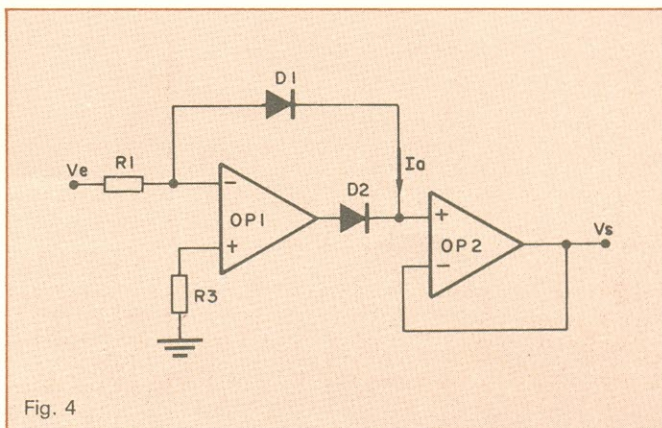 D1
Ve
R1
Ia
−
OP1
+
D2
+
OP2
−
Vs
R3
Fig. 4